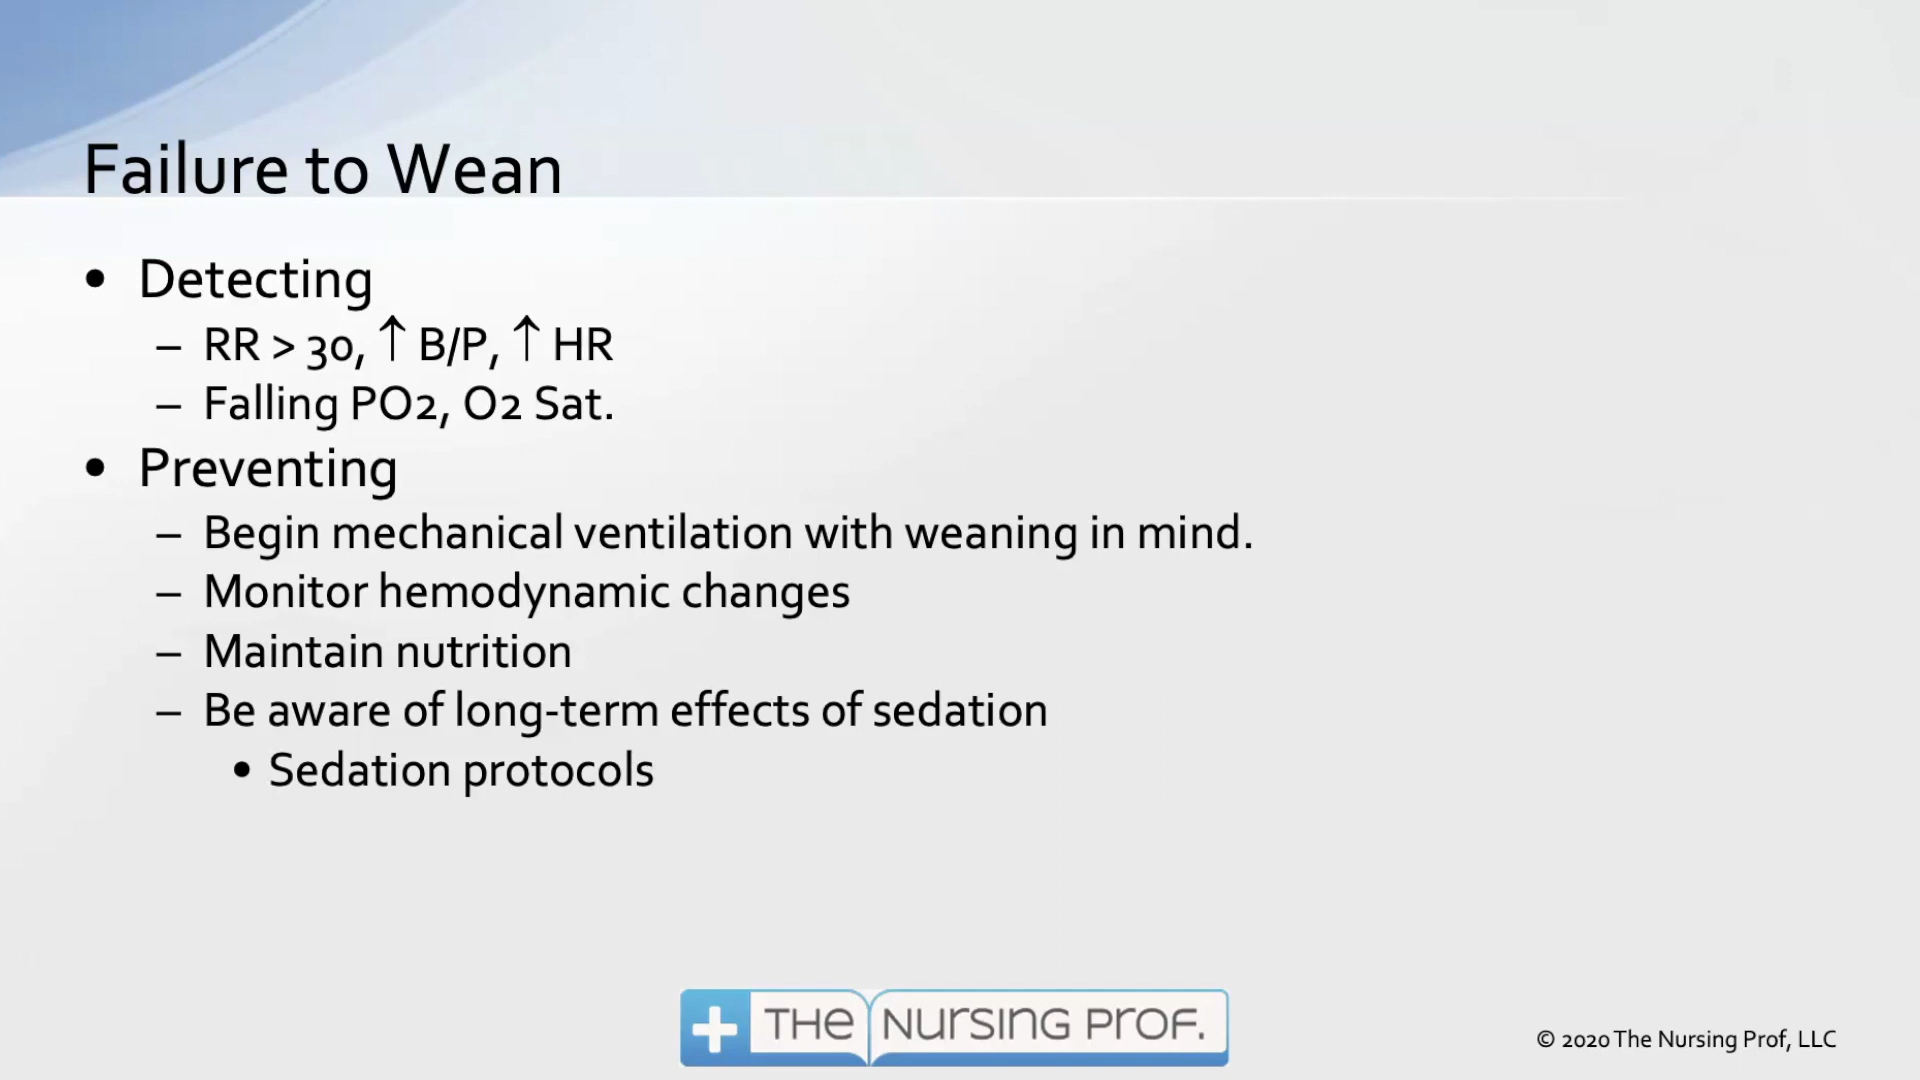 Failure to Wean
• Detecting
– RR > 30, ↑ B/P, ↑ HR
– Falling PO2, O2 Sat.
• Preventing
– Begin mechanical ventilation with weaning in mind.
– Monitor hemodynamic changes
– Maintain nutrition
– Be aware of long-term effects of sedation
• Sedation protocols
THE NURSING PROF.
© 2020 The Nursing Prof, LLC